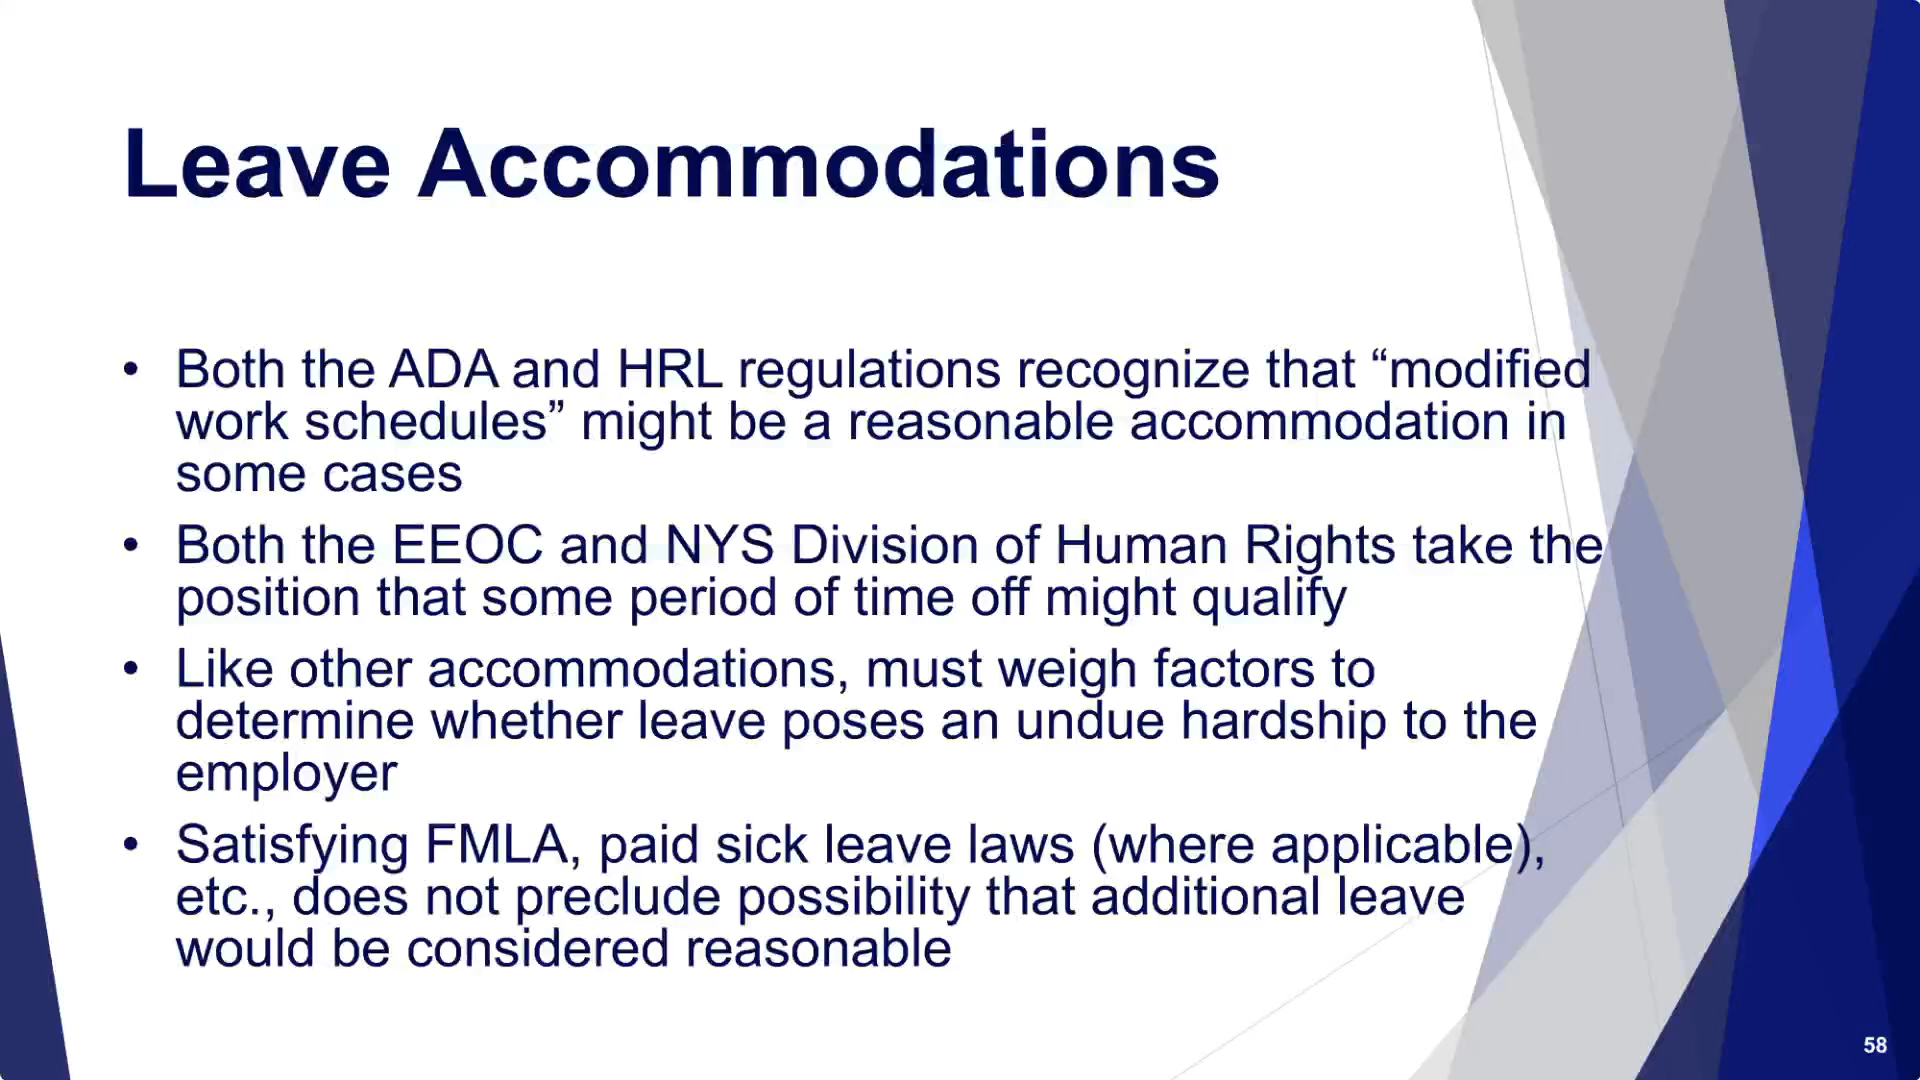 Leave Accommodations
• Both the ADA and HRL regulations recognize that “modified
work schedules” might be a reasonable accommodation in
some cases
• Both the EEOC and NYS Division of Human Rights take the
position that some period of time off might qualify
• Like other accommodations, must weigh factors to
determine whether leave poses an undue hardship to the
employer
• Satisfying FMLA, paid sick leave laws (where applicable),
etc., does not preclude possibility that additional leave
would be considered reasonable
58